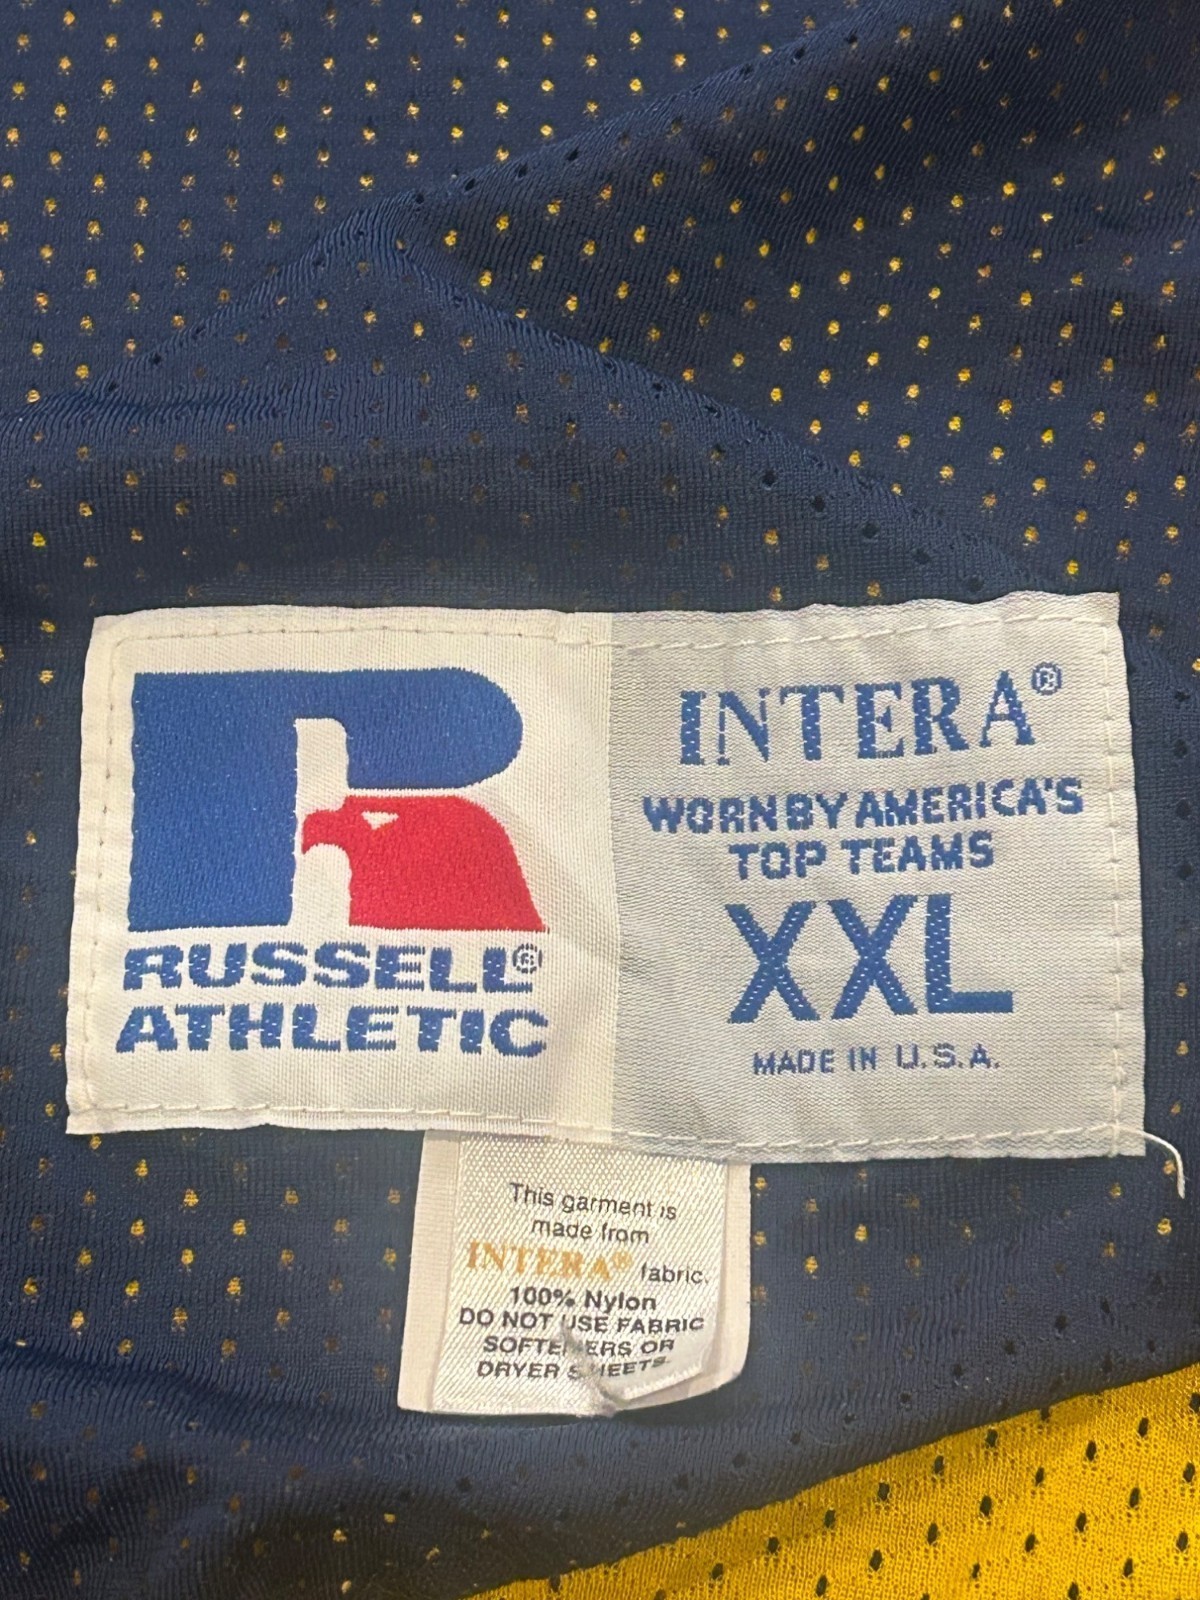 RUSSELL®
ATHLETIC
INTERA®
WORN BY AMERICA'S
TOP TEAMS
XXL
MADE IN U.S.A.
This garment is
made from
INTERA® fabric.
100% Nylon
DO NOT USE FABRIC
SOFTENERS OR
DRYER SHEETS.